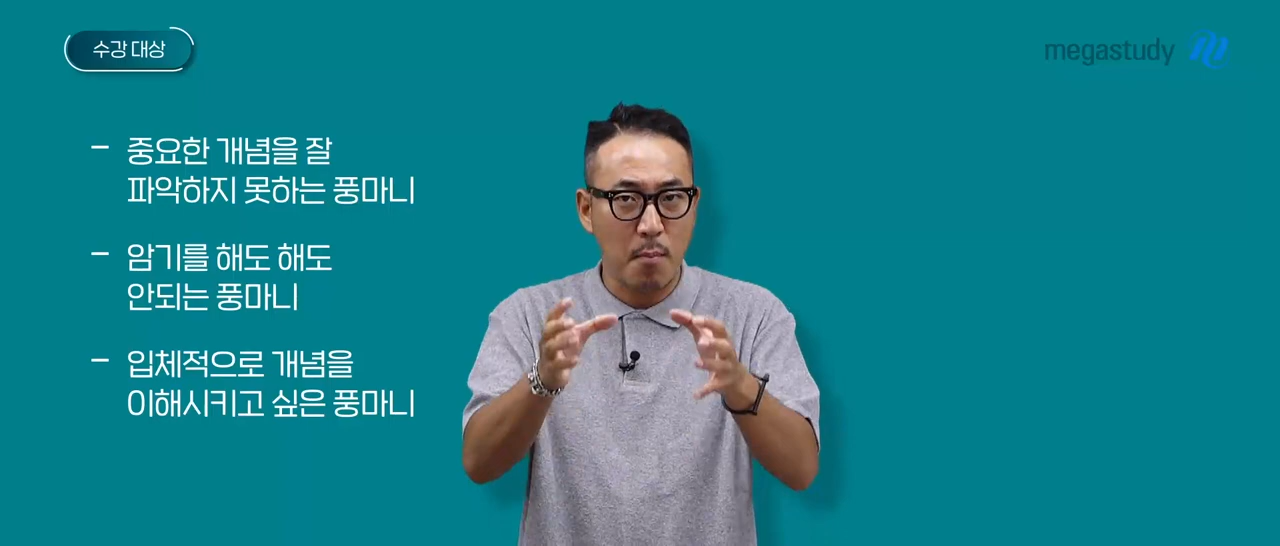 수강 대상
megastudy
- 중요한 개념을 잘
파악하지 못하는 풍마니
- 암기를 해도 해도
안되는 풍마니
- 입체적으로 개념을
이해시키고 싶은 풍마니